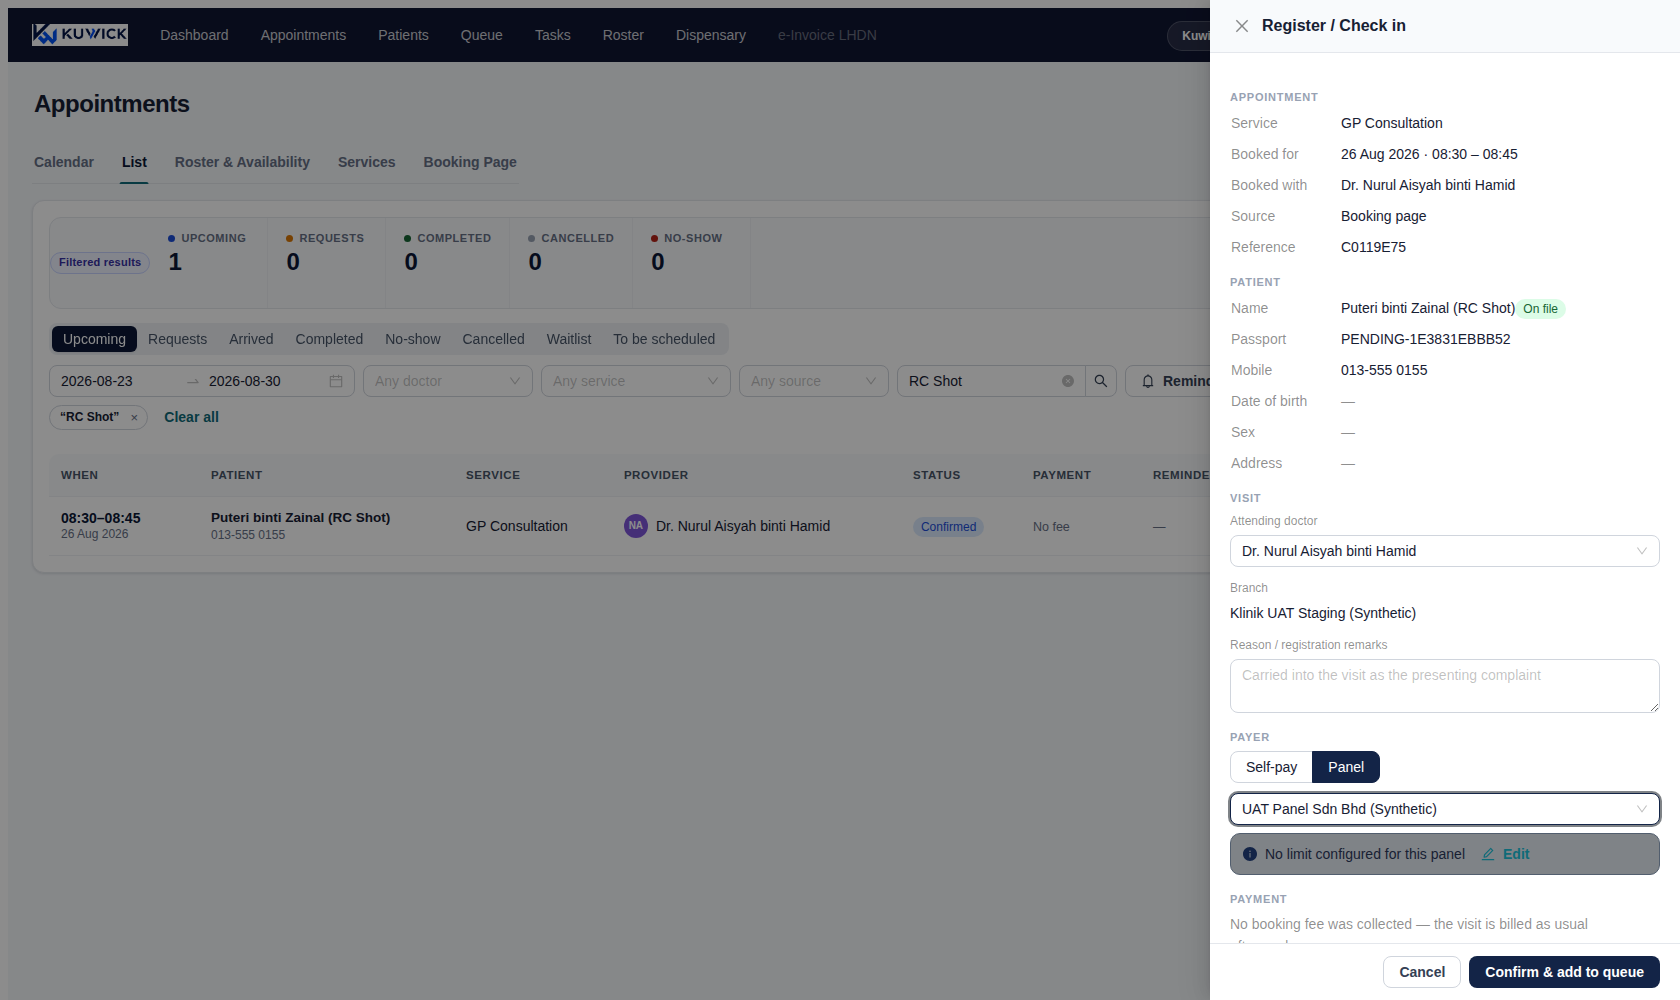 KUWICK
Dashboard
Appointments
Patients
Queue
Tasks
Roster
Dispensary
e-Invoice LHDN
Appointments
Calendar
List
Roster & Availability
Services
Booking Page
Filtered results
UPCOMING
1
REQUESTS
0
COMPLETED
0
CANCELLED
0
NO-SHOW
0
Upcoming
Requests
Arrived
Completed
No-show
Cancelled
Waitlist
To be scheduled
2026-08-23
2026-08-30
Any doctor
Any service
Any source
RC Shot
“RC Shot” ×
Clear all
WHEN
PATIENT
SERVICE
PROVIDER
STATUS
PAYMENT
08:30–08:45
26 Aug 2026
Puteri binti Zainal (RC Shot)
013-555 0155
GP Consultation
NA
Dr. Nurul Aisyah binti Hamid
Confirmed
No fee
—
Register / Check in
APPOINTMENT
Service
GP Consultation
Booked for
26 Aug 2026 · 08:30 – 08:45
Booked with
Dr. Nurul Aisyah binti Hamid
Source
Booking page
Reference
C0119E75
PATIENT
Name
Puteri binti Zainal (RC Shot)
On file
Passport
PENDING-1E3831EBBB52
Mobile
013-555 0155
Date of birth
—
Sex
—
Address
—
VISIT
Attending doctor
Dr. Nurul Aisyah binti Hamid
Branch
Klinik UAT Staging (Synthetic)
Reason / registration remarks
Carried into the visit as the presenting complaint
PAYER
Self-pay
Panel
UAT Panel Sdn Bhd (Synthetic)
No limit configured for this panel
Edit
PAYMENT
No booking fee was collected — the visit is billed as usual
Cancel
Confirm & add to queue